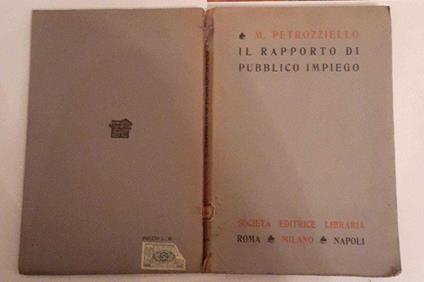 ♠ M. PETROZZIELLO
IL RAPPORTO DI
PUBBLICO IMPIEGO
SOCIETÀ EDITRICE LIBRARIA
ROMA ♠ MILANO ♠ NAPOLI